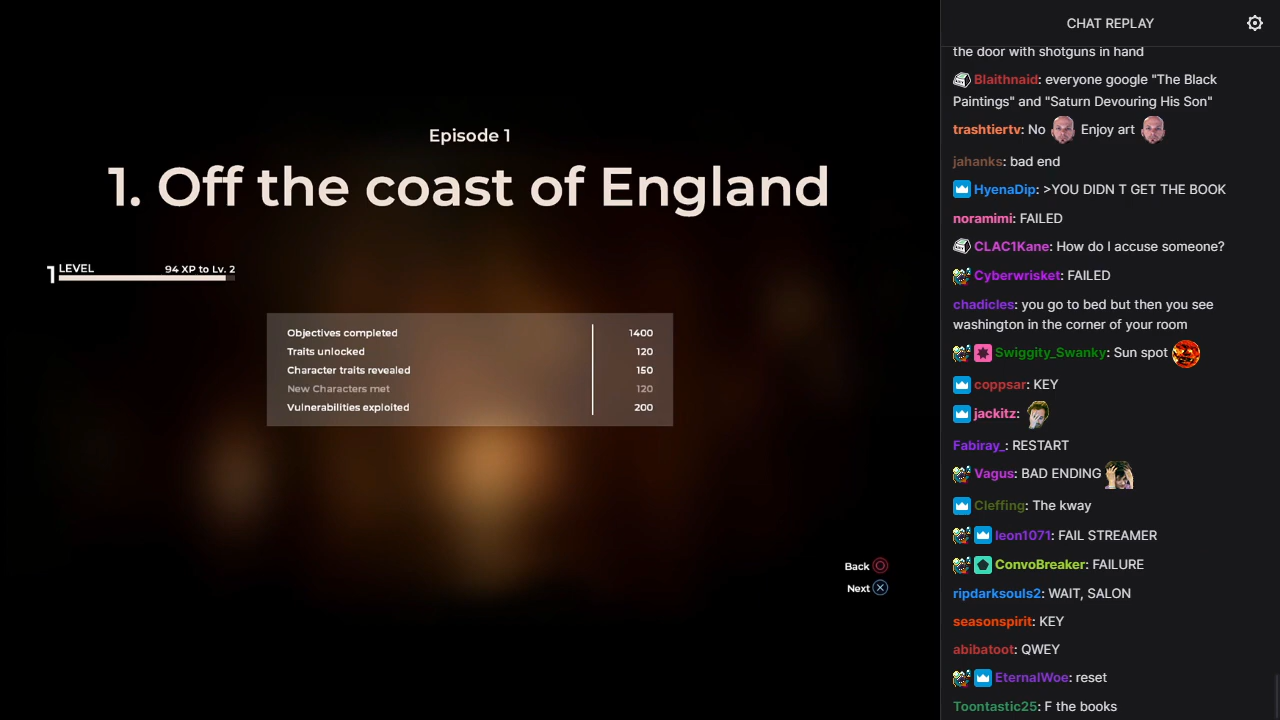 Episode 1
1. Off the coast of England
1 LEVEL 94 XP to Lv. 2
Objectives completed 1400
Traits unlocked 120
Character traits revealed 150
New Characters met 120
Vulnerabilities exploited 200
Back
Next
CHAT REPLAY
the door with shotguns in hand
Blaithnaid: everyone google "The Black
Paintings" and "Saturn Devouring His Son"
trashtiertv: No Enjoy art
jahanks: bad end
HyenaDip: >YOU DIDN T GET THE BOOK
noramimi: FAILED
CLAC1Kane: How do I accuse someone?
Cyberwrisket: FAILED
chadicles: you go to bed but then you see
washington in the corner of your room
Swiggity_Swanky: Sun spot
coppsar: KEY
jackitz:
Fabiray_: RESTART
Vagus: BAD ENDING
Cleffing: The kway
leon1071: FAIL STREAMER
ConvoBreaker: FAILURE
ripdarksouls2: WAIT, SALON
seasonspirit: KEY
abibatoot: QWEY
EternalWoe: reset
Toontastic25: F the books